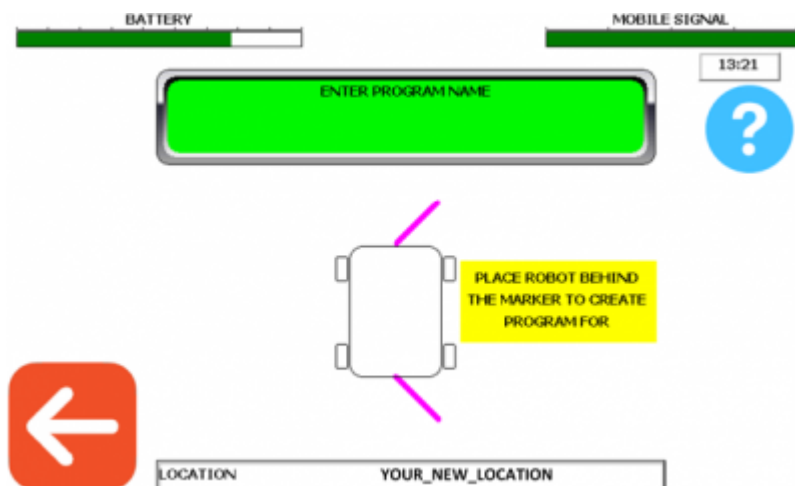 BATTERY
MOBILE SIGNAL
13:21
ENTER PROGRAM NAME
?
PLACE ROBOT BEHIND
THE MARKER TO CREATE
PROGRAM FOR
LOCATION YOUR_NEW_LOCATION